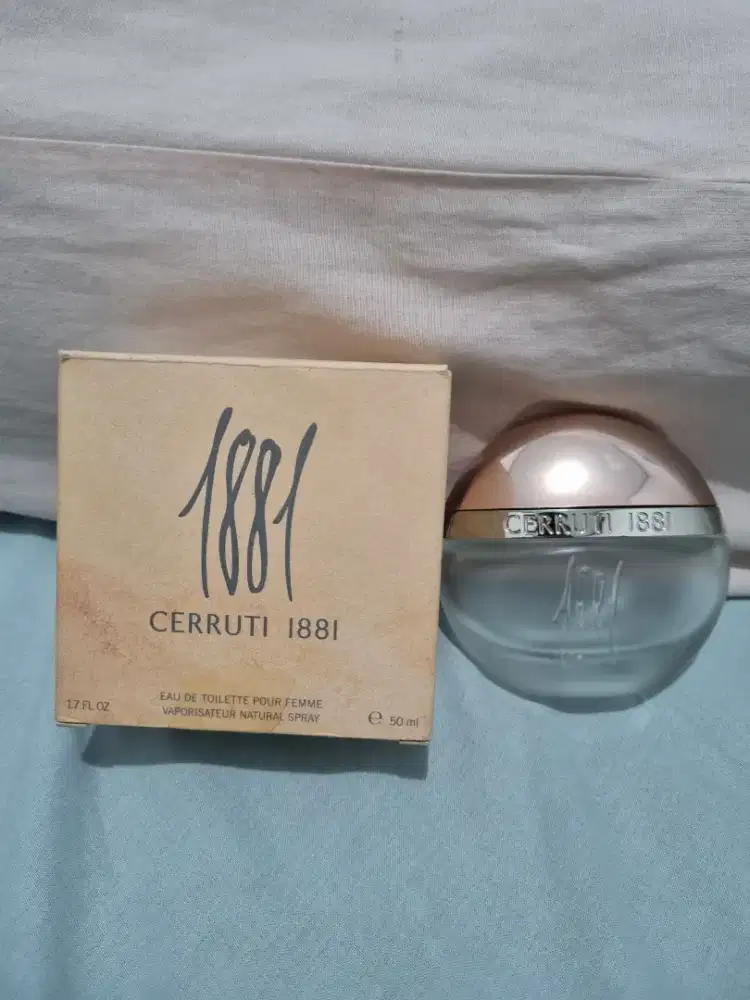 1881
CERRUTI 1881
1.7 FL OZ
EAU DE TOILETTE POUR FEMME
VAPORISATEUR NATURAL SPRAY
e 50 ml
CERRUTI 1881
1881